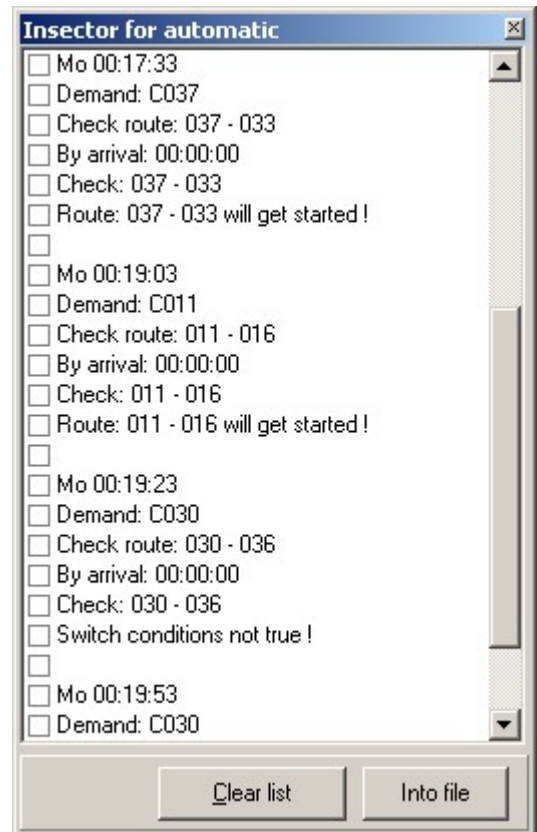 Insector for automatic
Mo 00:17:33
Demand: C037
Check route: 037 - 033
By arrival: 00:00:00
Check: 037 - 033
Route: 037 - 033 will get started !
Mo 00:19:03
Demand: C011
Check route: 011 - 016
By arrival: 00:00:00
Check: 011 - 016
Route: 011 - 016 will get started !
Mo 00:19:23
Demand: C030
Check route: 030 - 036
By arrival: 00:00:00
Check: 030 - 036
Switch conditions not true !
Mo 00:19:53
Demand: C030
Clear list
Into file